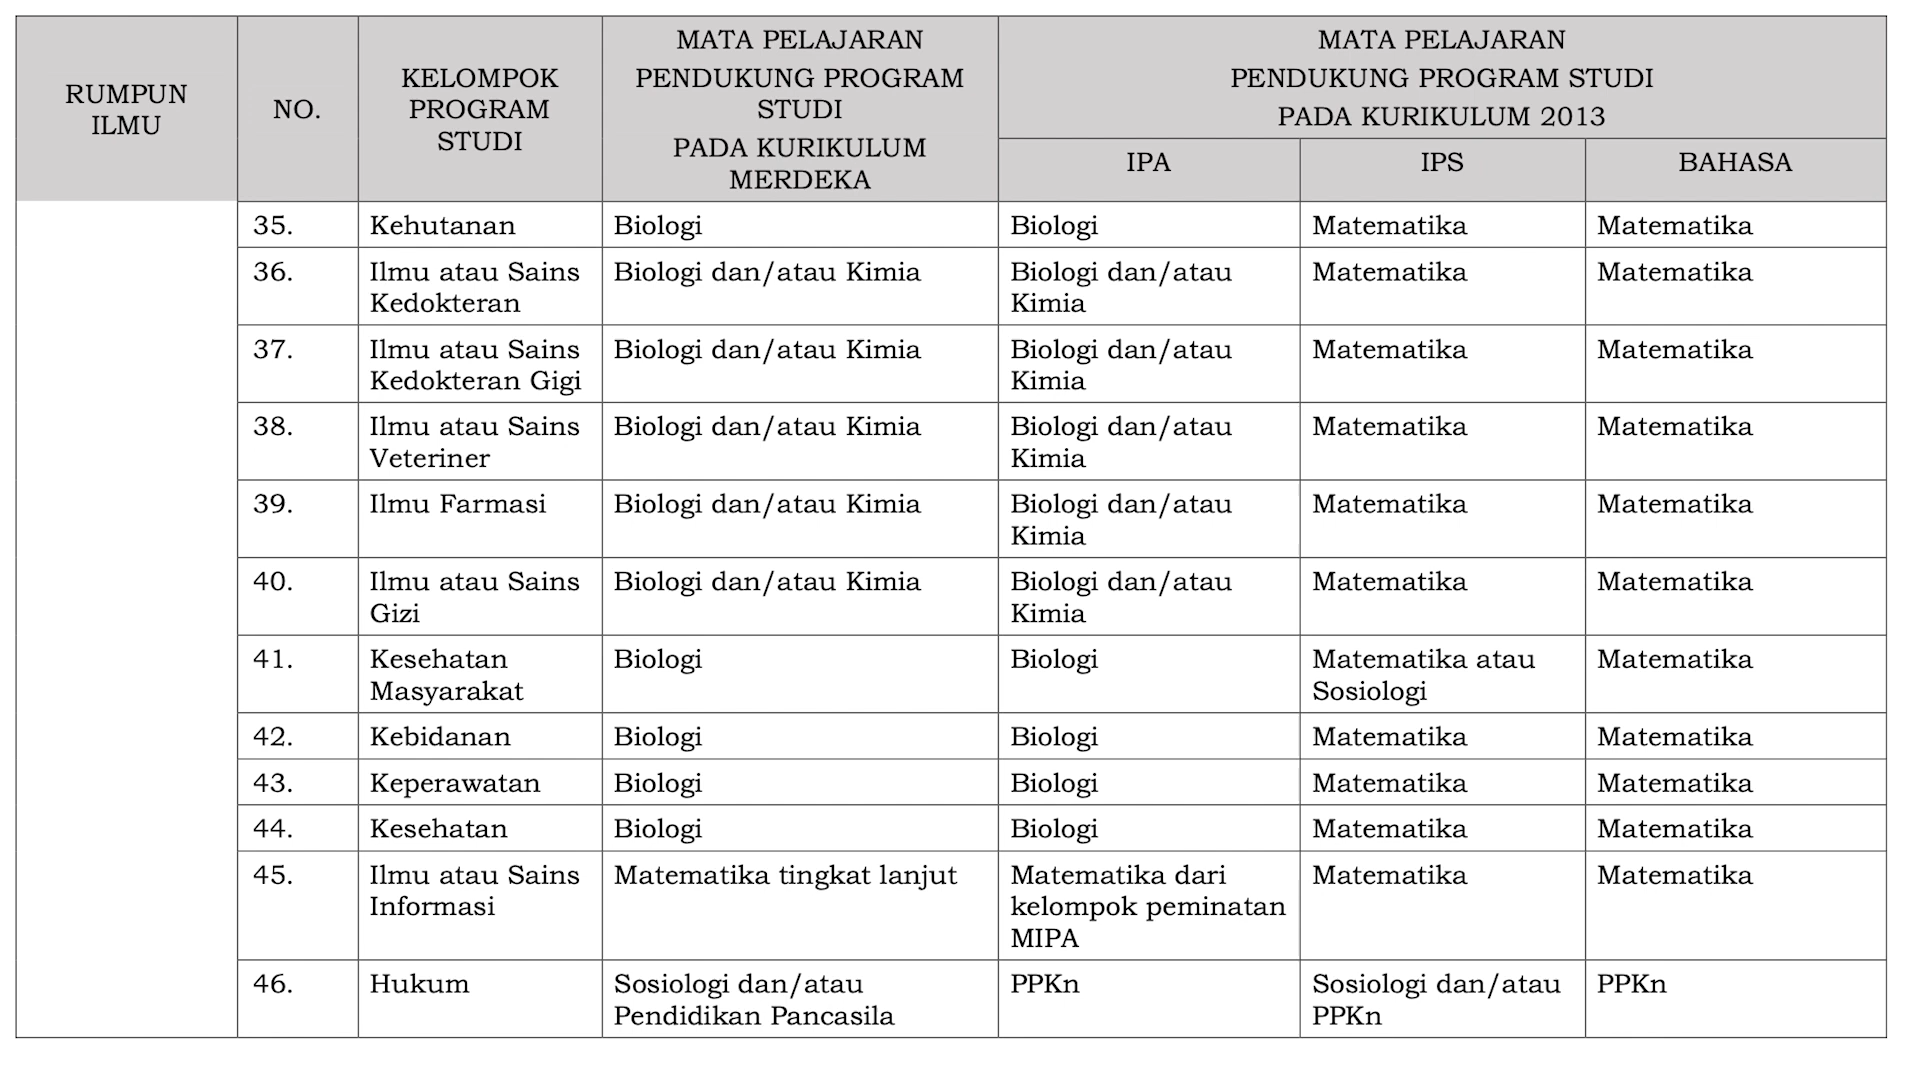 RUMPUN
ILMU
NO.
KELOMPOK
PROGRAM
STUDI
MATA PELAJARAN
PENDUKUNG PROGRAM
STUDI
PADA KURIKULUM
MERDEKA
MATA PELAJARAN
PENDUKUNG PROGRAM STUDI
PADA KURIKULUM 2013
IPA
IPS
BAHASA
35.
Kehutanan
Biologi
Biologi
Matematika
Matematika
36.
Ilmu atau Sains
Kedokteran
Biologi dan/atau Kimia
Biologi dan/atau
Kimia
Matematika
Matematika
37.
Ilmu atau Sains
Kedokteran Gigi
Biologi dan/atau Kimia
Biologi dan/atau
Kimia
Matematika
Matematika
38.
Ilmu atau Sains
Veteriner
Biologi dan/atau Kimia
Biologi dan/atau
Kimia
Matematika
Matematika
39.
Ilmu Farmasi
Biologi dan/atau Kimia
Biologi dan/atau
Kimia
Matematika
Matematika
40.
Ilmu atau Sains
Gizi
Biologi dan/atau Kimia
Biologi dan/atau
Kimia
Matematika
Matematika
41.
Kesehatan
Masyarakat
Biologi
Biologi
Matematika atau
Sosiologi
Matematika
42.
Kebidanan
Biologi
Biologi
Matematika
Matematika
43.
Keperawatan
Biologi
Biologi
Matematika
Matematika
44.
Kesehatan
Biologi
Biologi
Matematika
Matematika
45.
Ilmu atau Sains
Informasi
Matematika tingkat lanjut
Matematika dari
kelompok peminatan
MIPA
Matematika
Matematika
46.
Hukum
Sosiologi dan/atau
Pendidikan Pancasila
PPKn
Sosiologi dan/atau
PPKn
PPKn